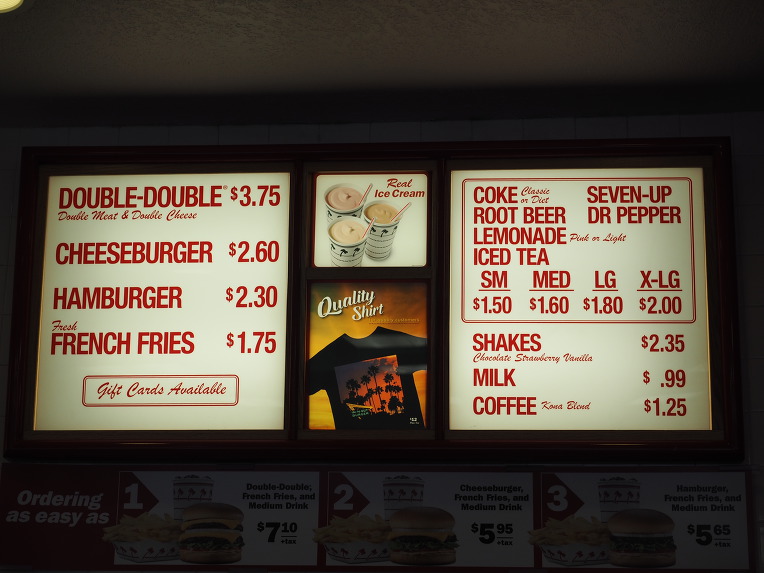 DOUBLE-DOUBLE® $3.75
Double Meat & Double Cheese
CHEESEBURGER $2.60
HAMBURGER $2.30
Fresh
FRENCH FRIES $1.75
Gift Cards Available
Real
Ice Cream
Quality
Shirt
$12
COKE Classic or Diet SEVEN-UP
ROOT BEER DR PEPPER
LEMONADE Pink or Light
ICED TEA
SM MED LG X-LG
$1.50 $1.60 $1.80 $2.00
SHAKES $2.35
Chocolate Strawberry Vanilla
MILK $ .99
COFFEE Kona Blend $1.25
Ordering
as easy as
1
Double-Double®,
French Fries, and
Medium Drink
$7.10
+tax
2
Cheeseburger,
French Fries, and
Medium Drink
$5.95
+tax
3
Hamburger,
French Fries, and
Medium Drink
$5.65
+tax